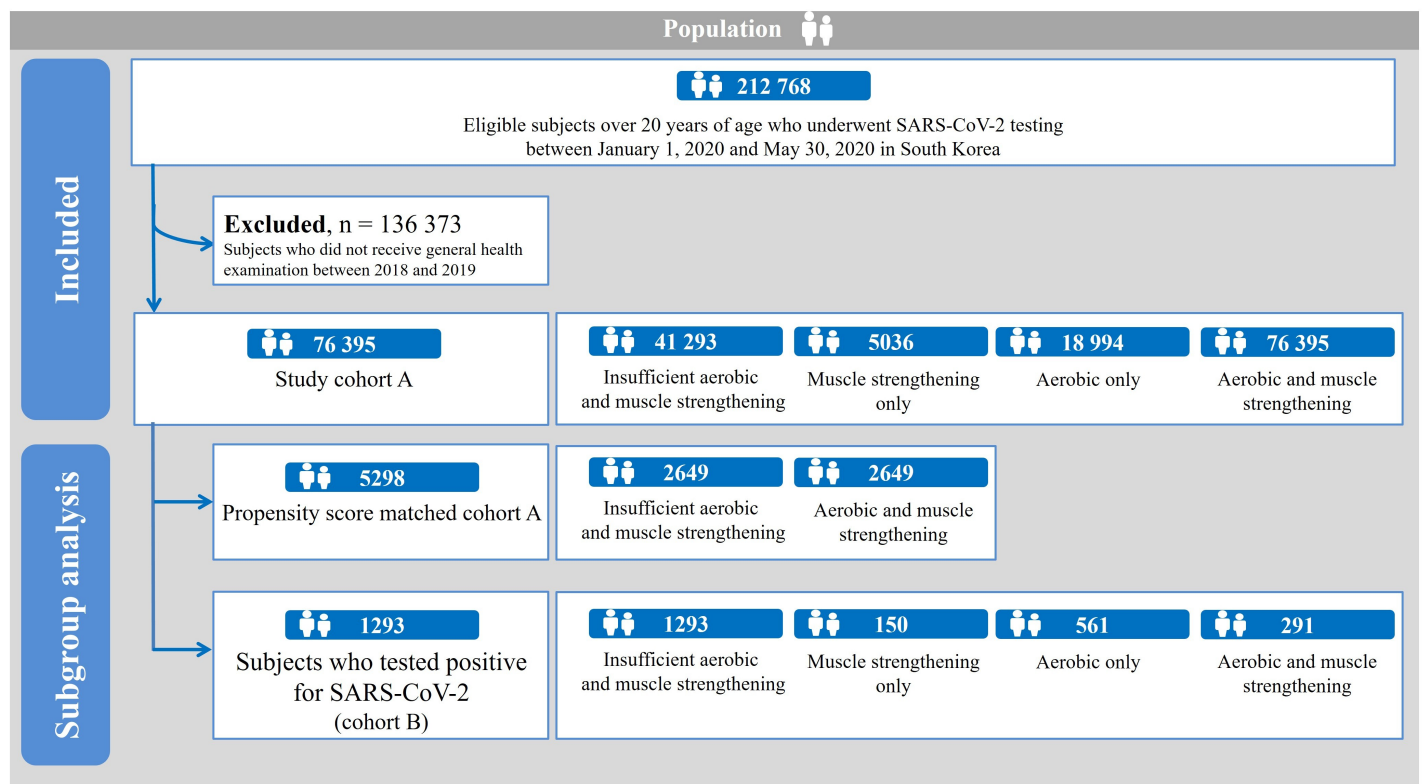 Population
Included
212 768
Eligible subjects over 20 years of age who underwent SARS-CoV-2 testing
between January 1, 2020 and May 30, 2020 in South Korea
Excluded, n = 136 373
Subjects who did not receive general health
examination between 2018 and 2019
76 395
Study cohort A
41 293
Insufficient aerobic
and muscle strengthening
5036
Muscle strengthening
only
18 994
Aerobic only
76 395
Aerobic and muscle
strengthening
Subgroup analysis
5298
Propensity score matched cohort A
2649
Insufficient aerobic
and muscle strengthening
2649
Aerobic and muscle
strengthening
1293
Subjects who tested positive
for SARS-CoV-2
(cohort B)
1293
Insufficient aerobic
and muscle strengthening
150
Muscle strengthening
only
561
Aerobic only
291
Aerobic and muscle
strengthening